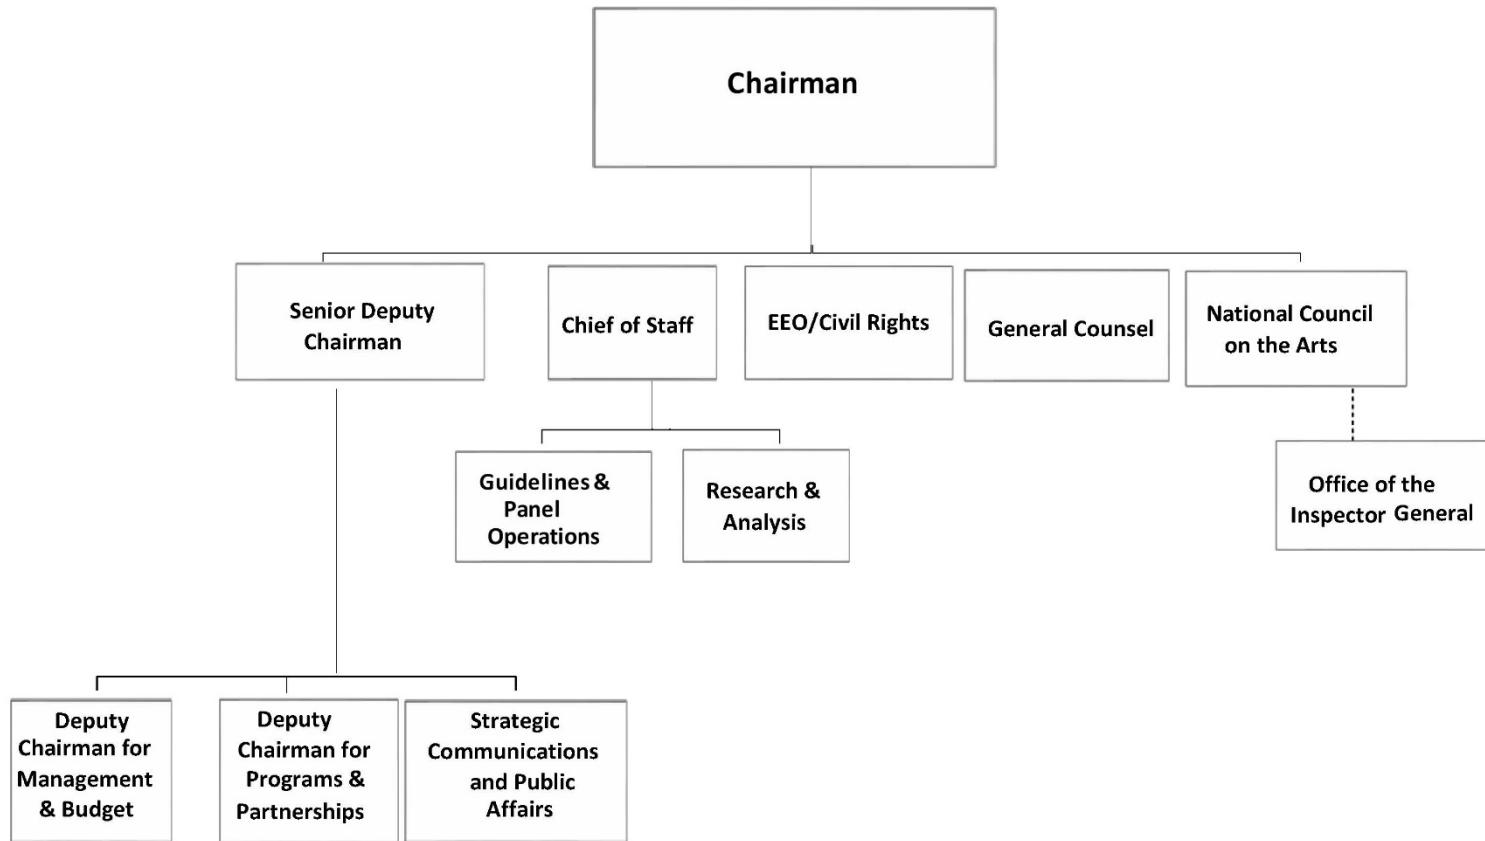 Chairman
Senior Deputy
Chairman
Chief of Staff
EEO/Civil Rights
General Counsel
National Council
on the Arts
Guidelines &
Panel
Operations
Research &
Analysis
Office of the
Inspector General
Deputy
Chairman for
Management
& Budget
Deputy
Chairman for
Programs &
Partnerships
Strategic
Communications
and Public
Affairs